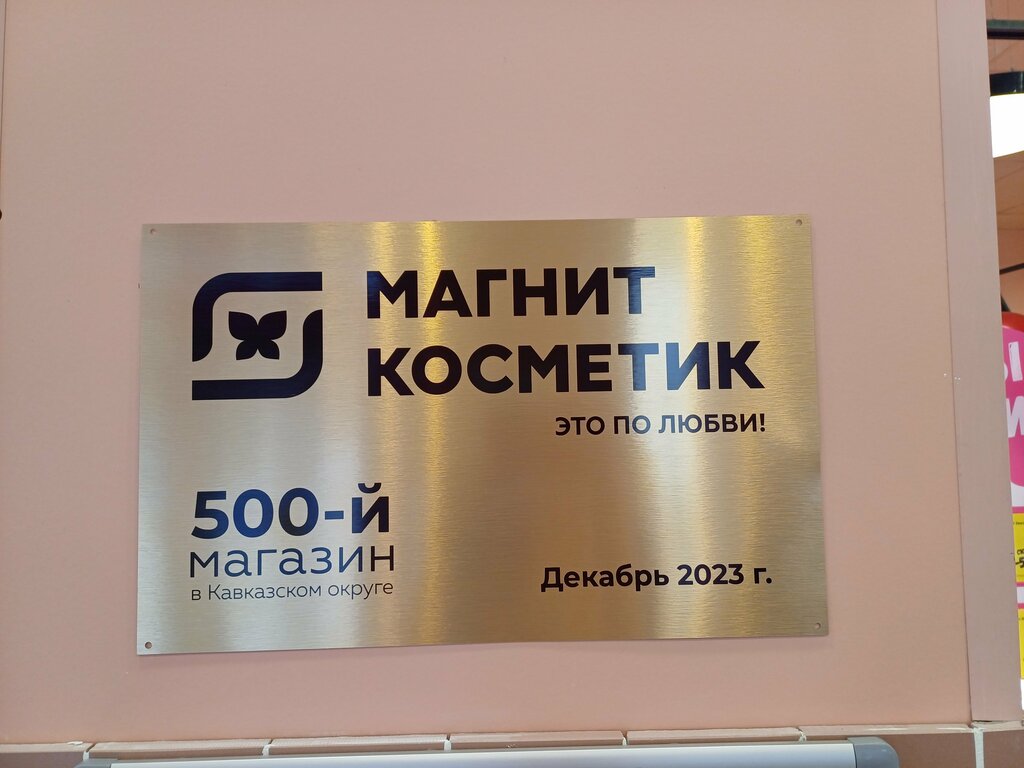 МАГНИТ
КОСМЕТИК
ЭТО ПО ЛЮБВИ!
500-й
магазин
в Кавказском округе
Декабрь 2023 г.